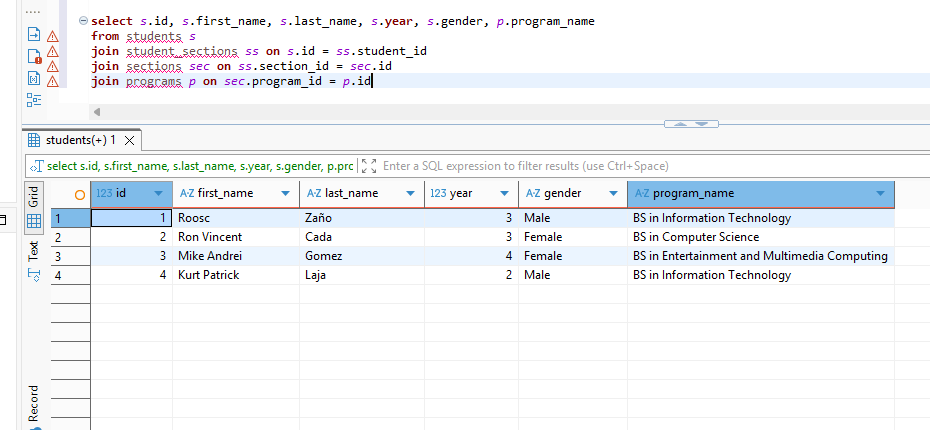 select s.id, s.first_name, s.last_name, s.year, s.gender, p.program_name
from students s
join student_sections ss on s.id = ss.student_id
join sections sec on ss.section_id = sec.id
join programs p on sec.program_id = p.id
students(+) 1
select s.id, s.first_name, s.last_name, s.year, s.gender, p.prc Enter a SQL expression to filter results (use Ctrl+Space)
Grid
Text
Record
123 id A-Z first_name A-Z last_name 123 year A-Z gender A-Z program_name
1 1 Roosc Zaño 3 Male BS in Information Technology
2 2 Ron Vincent Cada 3 Female BS in Computer Science
3 3 Mike Andrei Gomez 4 Female BS in Entertainment and Multimedia Computing
4 4 Kurt Patrick Laja 2 Male BS in Information Technology